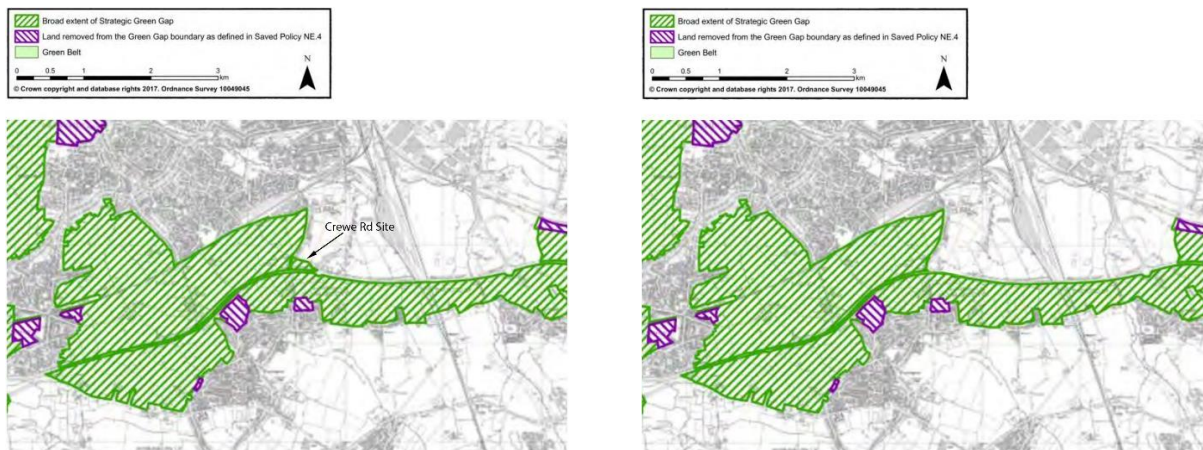 Broad extent of Strategic Green Gap
Land removed from the Green Gap boundary as defined in Saved Policy NE.4
Green Belt
N
0 0.5 1 2 3
km
© Crown copyright and database rights 2017. Ordnance Survey 10049045
Crewe Rd Site
Broad extent of Strategic Green Gap
Land removed from the Green Gap boundary as defined in Saved Policy NE.4
Green Belt
N
0 0.5 1 2 3
km
© Crown copyright and database rights 2017. Ordnance Survey 10049045